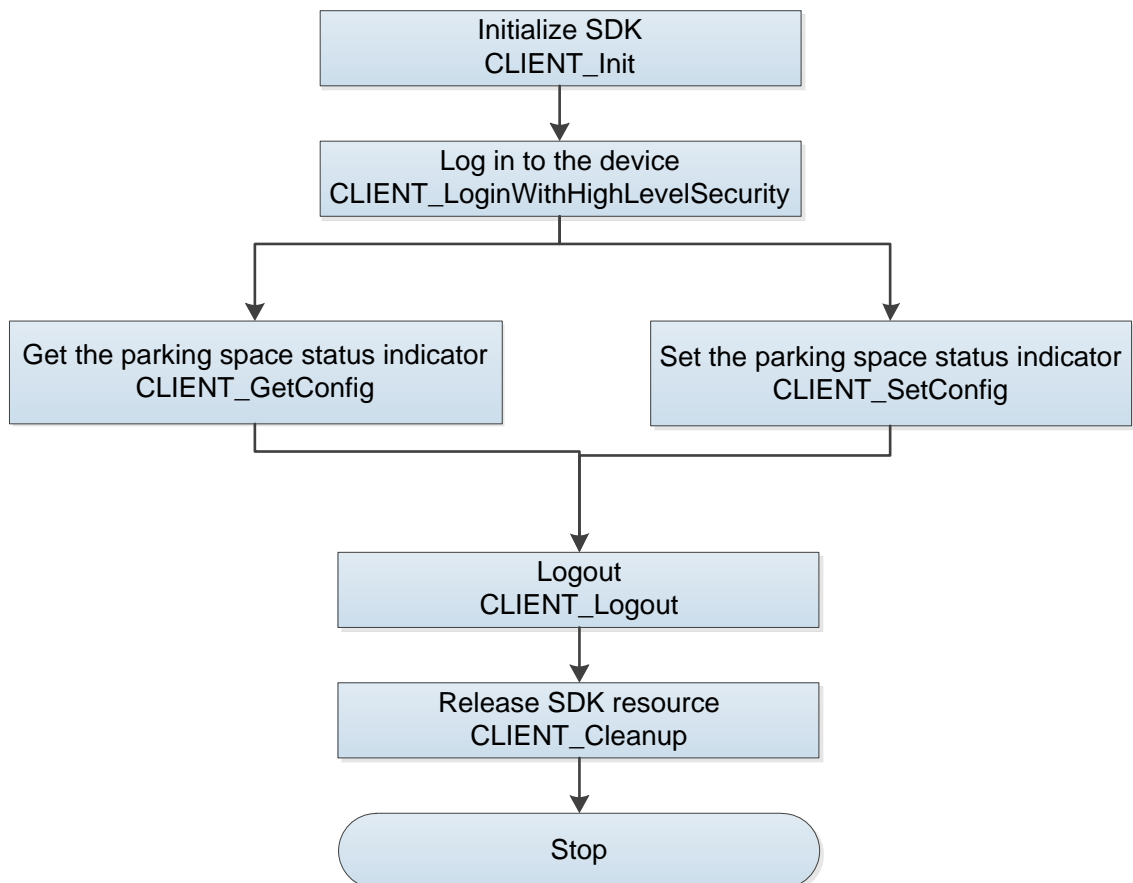 Initialize SDK
CLIENT_Init
Log in to the device
CLIENT_LoginWithHighLevelSecurity
Get the parking space status indicator
CLIENT_GetConfig
Set the parking space status indicator
CLIENT_SetConfig
Logout
CLIENT_Logout
Release SDK resource
CLIENT_Cleanup
Stop